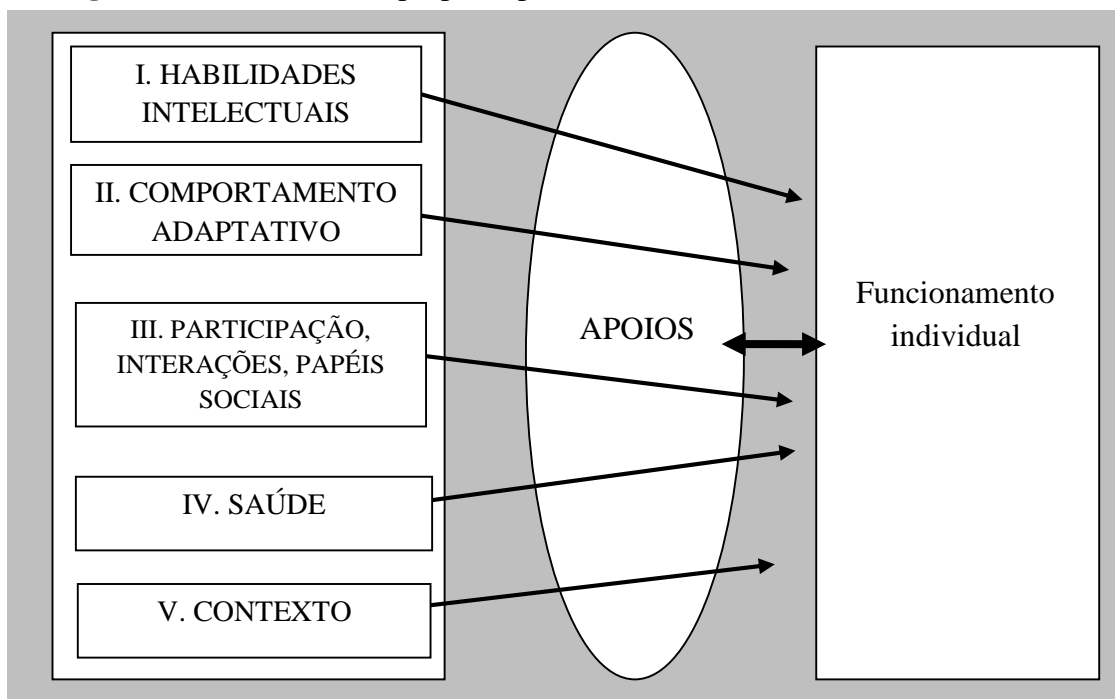 I. HABILIDADES
INTELECTUAIS
II. COMPORTAMENTO
ADAPTATIVO
III. PARTICIPAÇÃO,
INTERAÇÕES, PAPÉIS
SOCIAIS
IV. SAÚDE
V. CONTEXTO
APOIOS
Funcionamento
individual